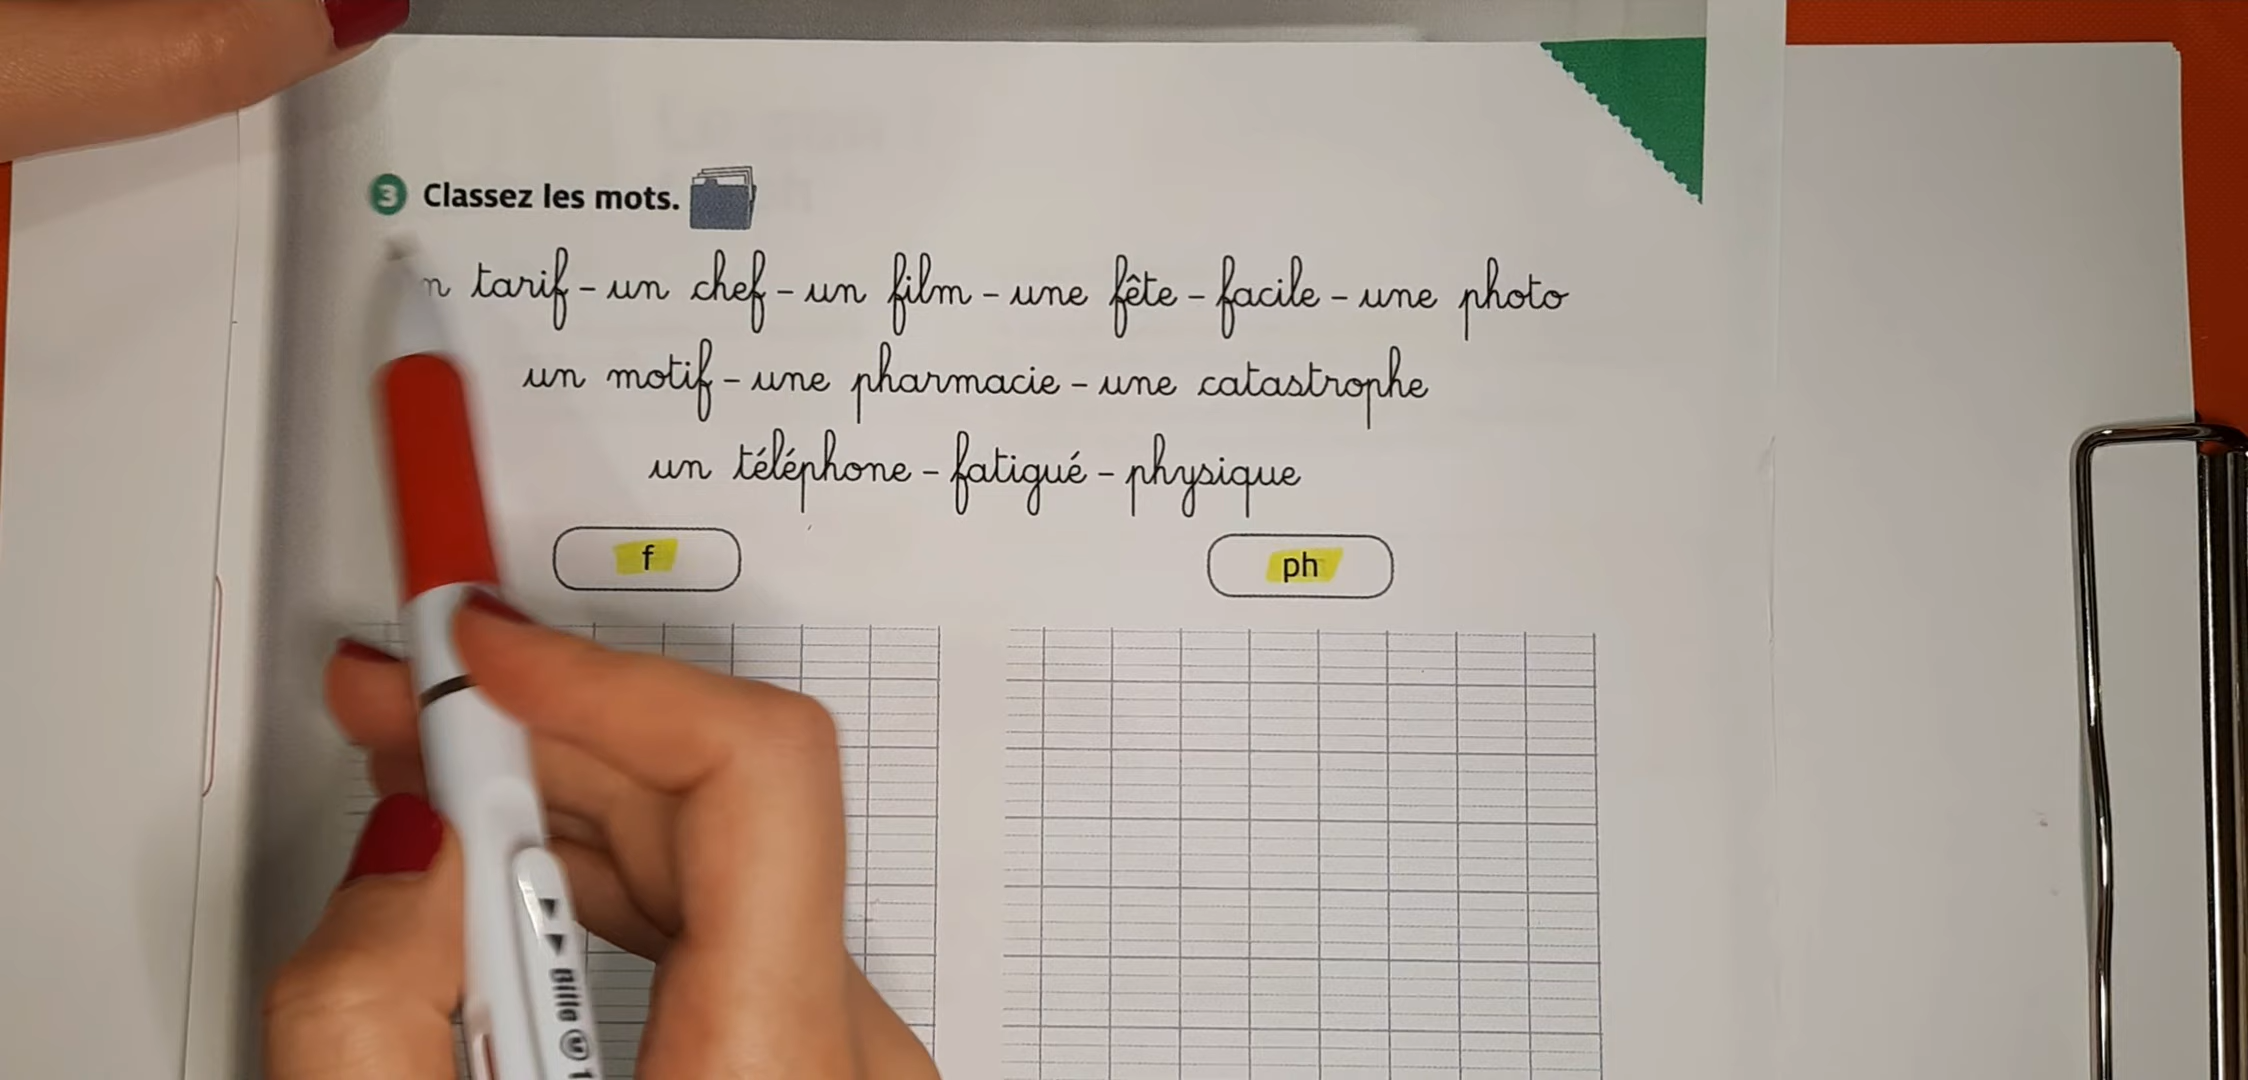 3 Classez les mots.
n tarif - un chef - un film - une fête - facile - une photo
un motif - une pharmacie - une catastrophe
un téléphone - fatigué - physique
f
ph